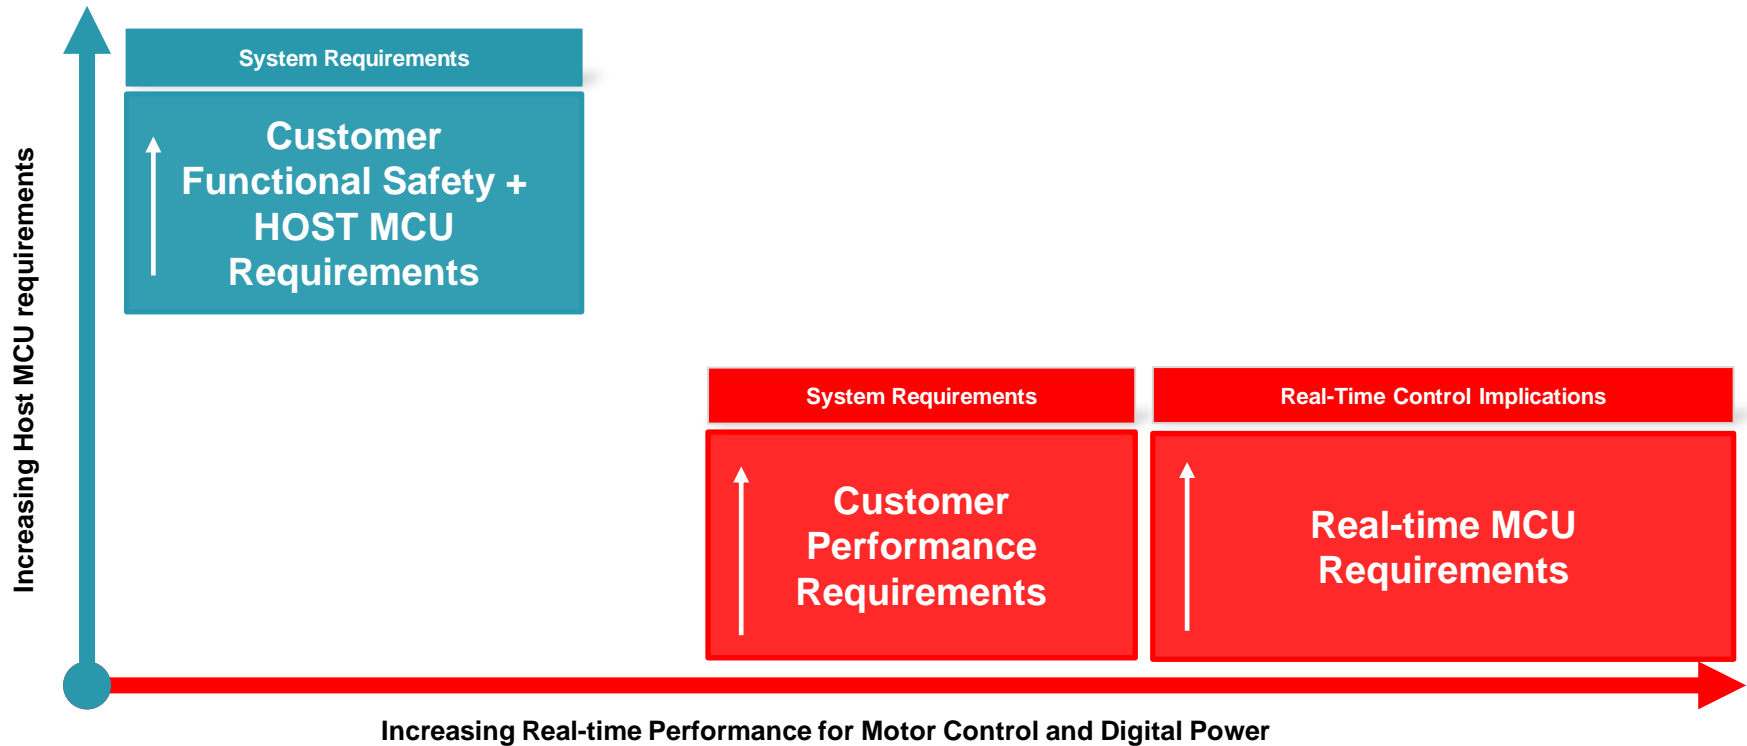 System Requirements
Customer
Functional Safety +
HOST MCU
Requirements
Increasing Host MCU requirements
System Requirements
Customer
Performance
Requirements
Real-Time Control Implications
Real-time MCU
Requirements
Increasing Real-time Performance for Motor Control and Digital Power